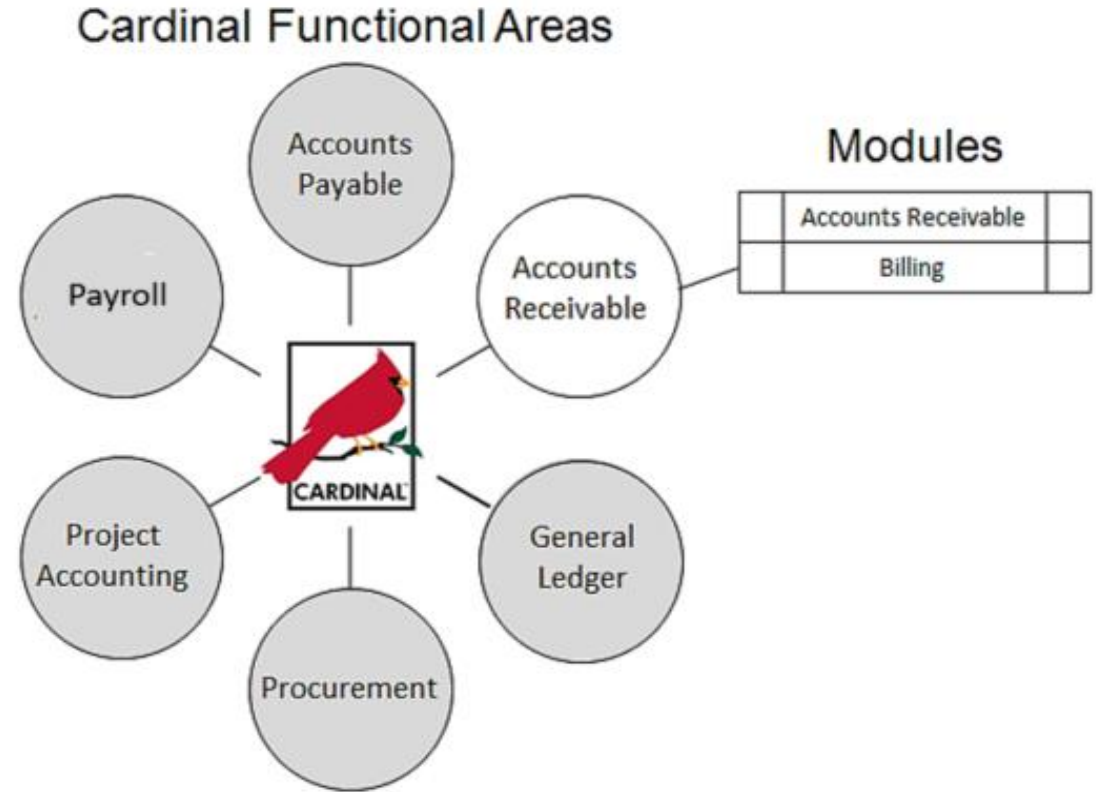 Cardinal Functional Areas
Accounts
Payable
Modules
Accounts Receivable
Billing
Accounts
Receivable
Payroll
CARDINAL
Project
Accounting
General
Ledger
Procurement